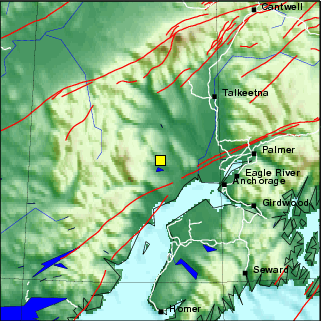 Cantwell
Talkeetna
Palmer
Eagle River
Anchorage
Girdwood
Seward
Homer